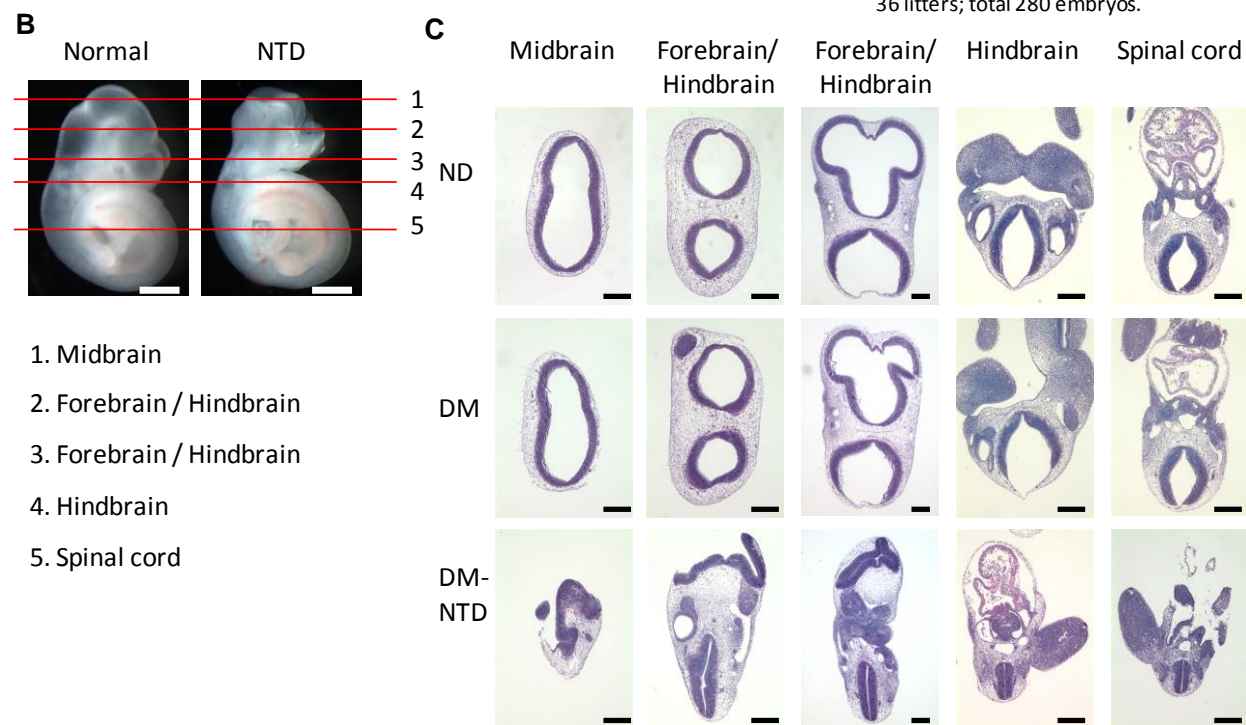 36 litters; total 280 embryos.
B
Normal
NTD
1
2
3
4
5
1. Midbrain
2. Forebrain / Hindbrain
3. Forebrain / Hindbrain
4. Hindbrain
5. Spinal cord
C
Midbrain
Forebrain/
Hindbrain
Forebrain/
Hindbrain
Hindbrain
Spinal cord
ND
DM
DM-
NTD